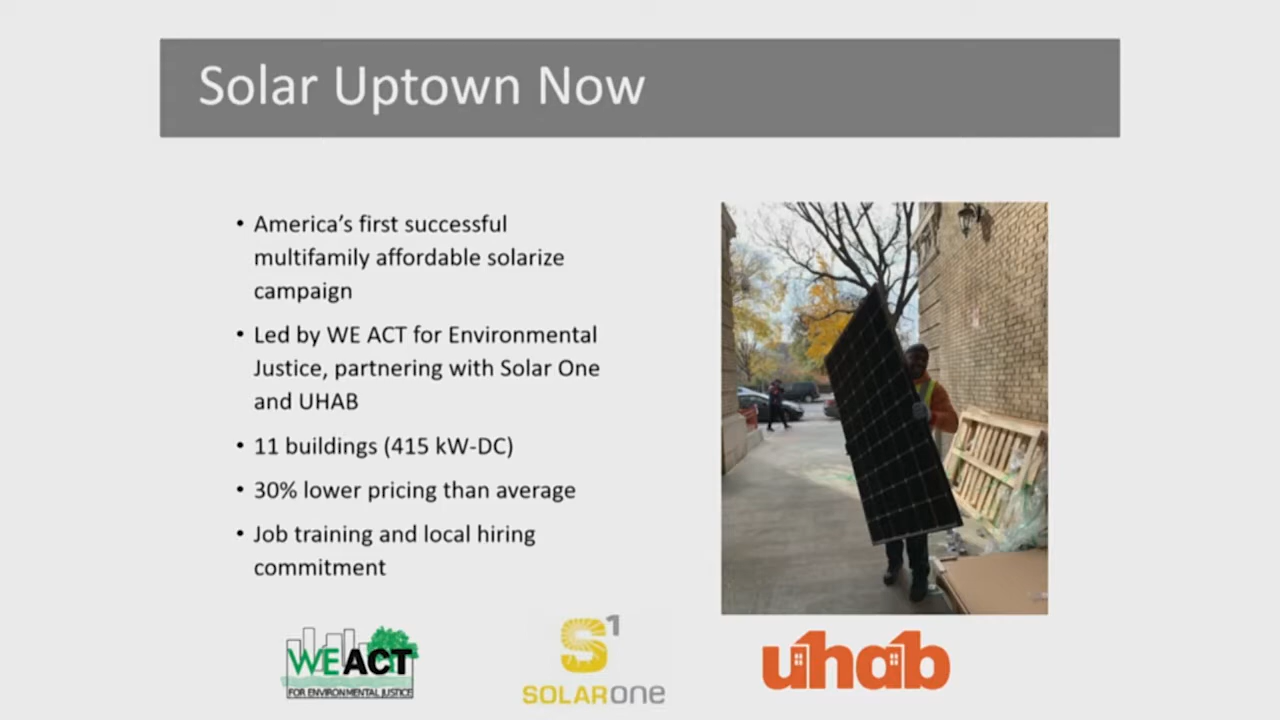 Solar Uptown Now
• America’s first successful
multifamily affordable solarize
campaign
• Led by WE ACT for Environmental
Justice, partnering with Solar One
and UHAB
• 11 buildings (415 kW-DC)
• 30% lower pricing than average
• Job training and local hiring
commitment
WE ACT
FOR ENVIRONMENTAL JUSTICE
S1
SOLAR ONE
uhab